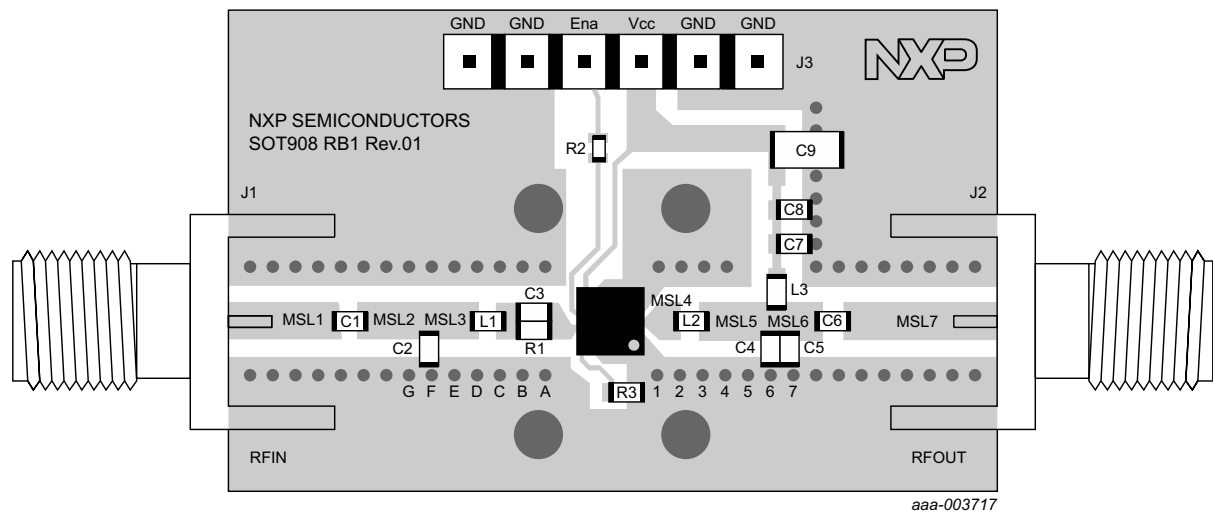 GND GND Ena Vcc GND GND
J3
NXP
NXP SEMICONDUCTORS
SOT908 RB1 Rev.01
R2
C9
J1
J2
C8
C7
L3
C3
MSL4
MSL1 C1 MSL2 MSL3 L1 L2 MSL5 MSL6 C6 MSL7
C2 R1 C4 C5
G F E D C B A R3 1 2 3 4 5 6 7
RFIN
RFOUT
aaa-003717